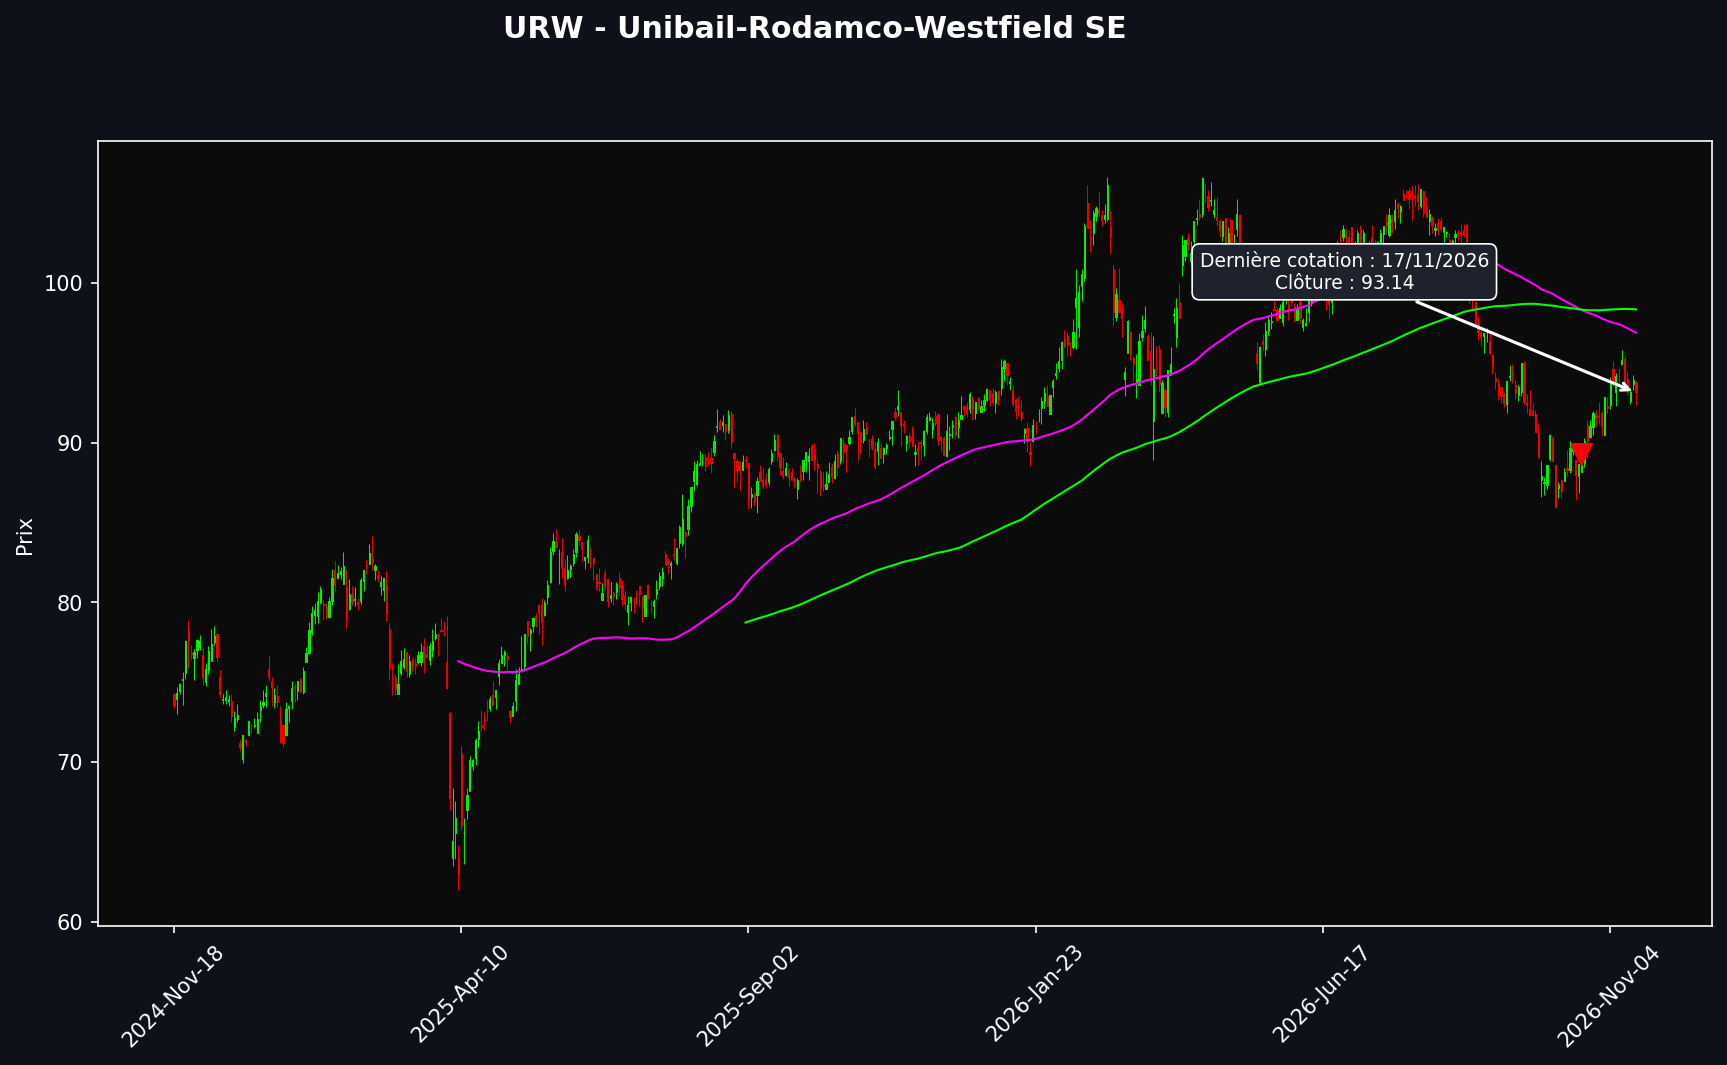 URW - Unibail-Rodamco-Westfield SE
Dernière cotation : 17/11/2026
Clôture : 93.14
Prix
100
90
80
70
60
2024-Nov-18
2025-Apr-10
2025-Sep-02
2026-Jan-23
2026-Jun-17
2026-Nov-04